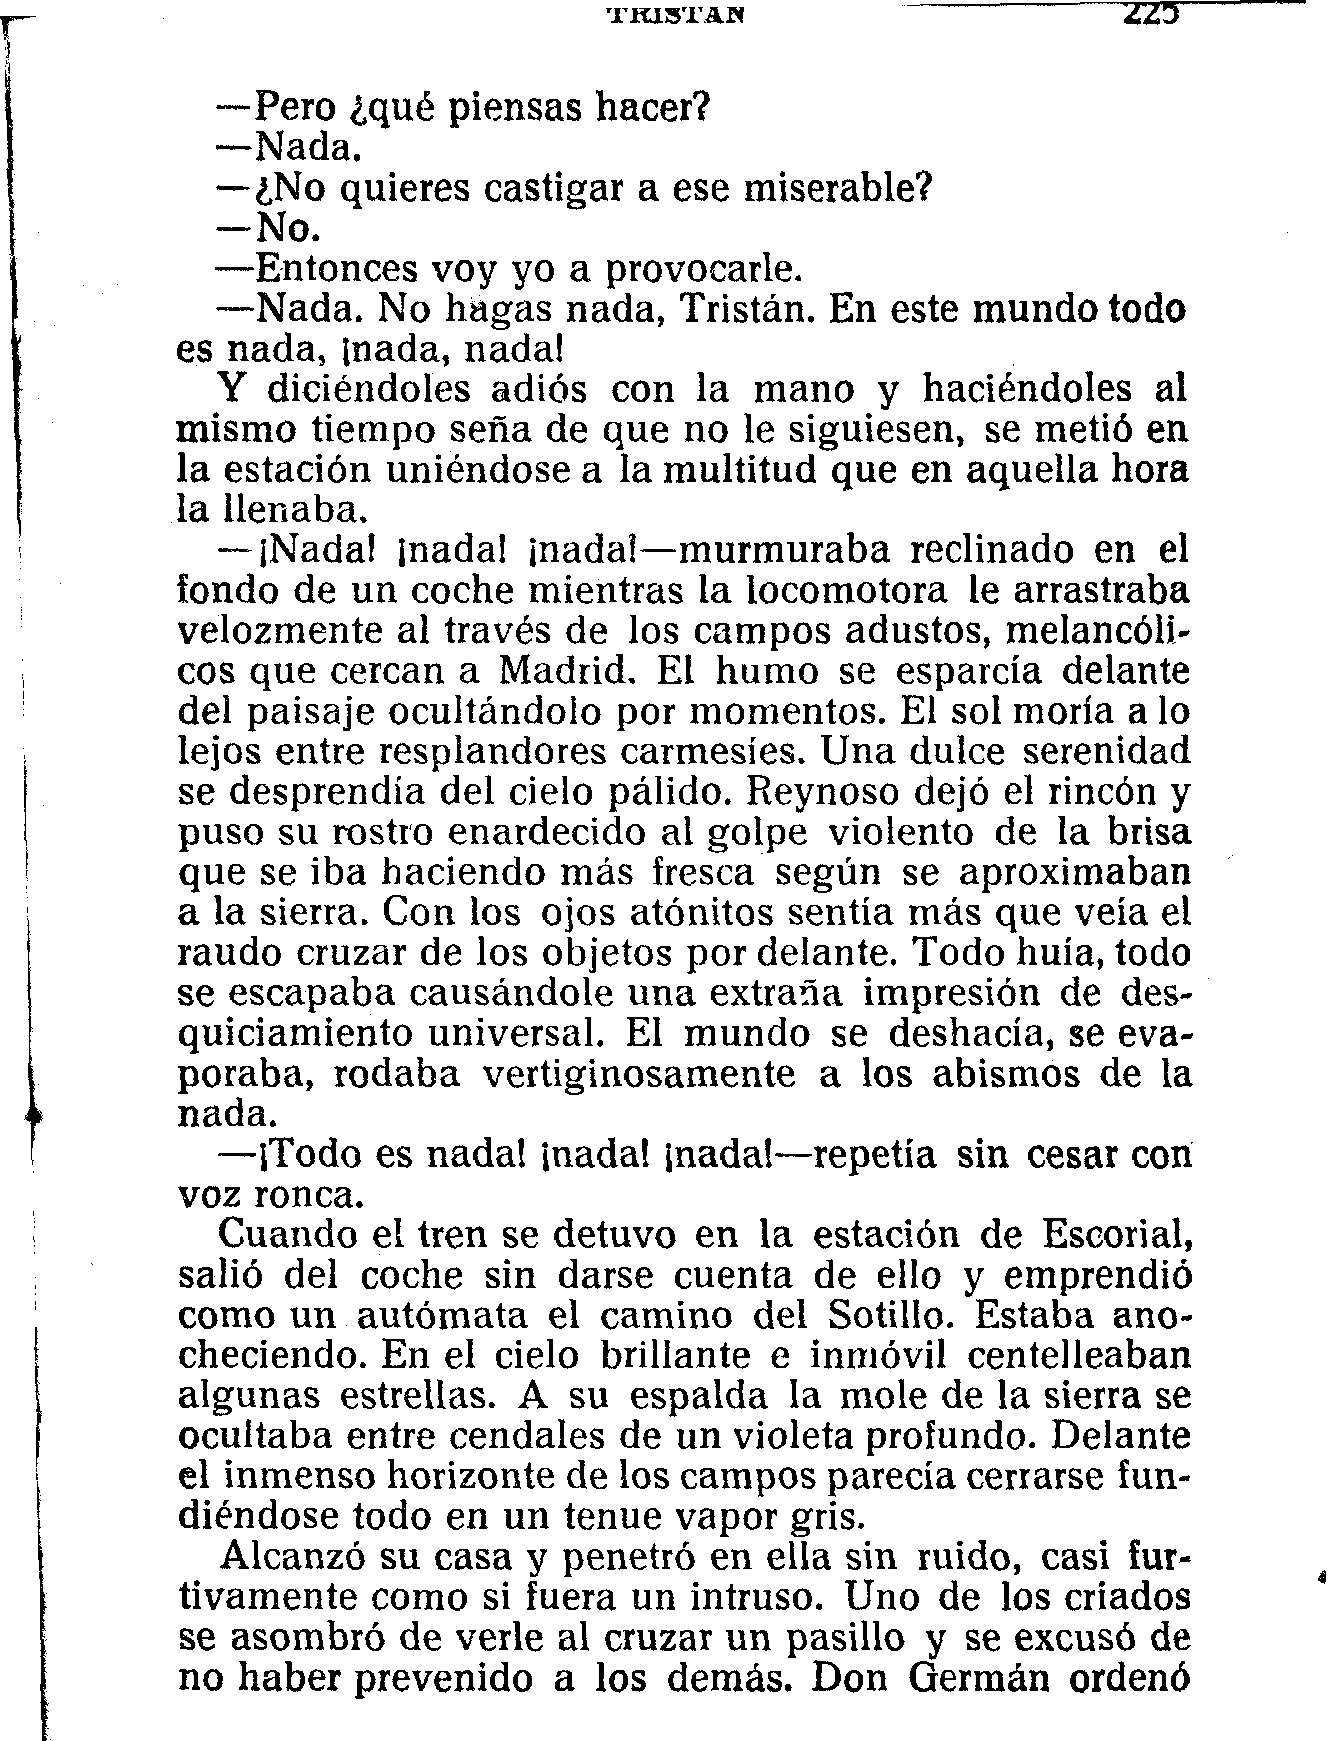 TRISTAN 225
—Pero ¿qué piensas hacer?
—Nada.
—¿No quieres castigar a ese miserable?
—No.
—Entonces voy yo a provocarle.
—Nada. No hagas nada, Tristán. En este mundo todo
es nada, ¡nada, nada!
Y diciéndoles adiós con la mano y haciéndoles al
mismo tiempo seña de que no le siguiesen, se metió en
la estación uniéndose a la multitud que en aquella hora
la llenaba.
—¡Nada! ¡nada! ¡nada!—murmuraba reclinado en el
fondo de un coche mientras la locomotora le arrastraba
velozmente al través de los campos adustos, melancóli-
cos que cercan a Madrid. El humo se esparcía delante
del paisaje ocultándolo por momentos. El sol moría a lo
lejos entre resplandores carmesíes. Una dulce serenidad
se desprendía del cielo pálido. Reynoso dejó el rincón y
puso su rostro enardecido al golpe violento de la brisa
que se iba haciendo más fresca según se aproximaban
a la sierra. Con los ojos atónitos sentía más que veía el
raudo cruzar de los objetos por delante. Todo huía, todo
se escapaba causándole una extraña impresión de des-
quiciamiento universal. El mundo se deshacía, se eva-
poraba, rodaba vertiginosamente a los abismos de la
nada.
—¡Todo es nada! ¡nada! ¡nada!—repetía sin cesar con
voz ronca.
Cuando el tren se detuvo en la estación de Escorial,
salió del coche sin darse cuenta de ello y emprendió
como un autómata el camino del Sotillo. Estaba ano-
checiendo. En el cielo brillante e inmóvil centelleaban
algunas estrellas. A su espalda la mole de la sierra se
ocultaba entre cendales de un violeta profundo. Delante
el inmenso horizonte de los campos parecía cerrarse fun-
diéndose todo en un tenue vapor gris.
Alcanzó su casa y penetró en ella sin ruido, casi fur-
tivamente como si fuera un intruso. Uno de los criados
se asombró de verle al cruzar un pasillo y se excusó de
no haber prevenido a los demás. Don Germán ordenó